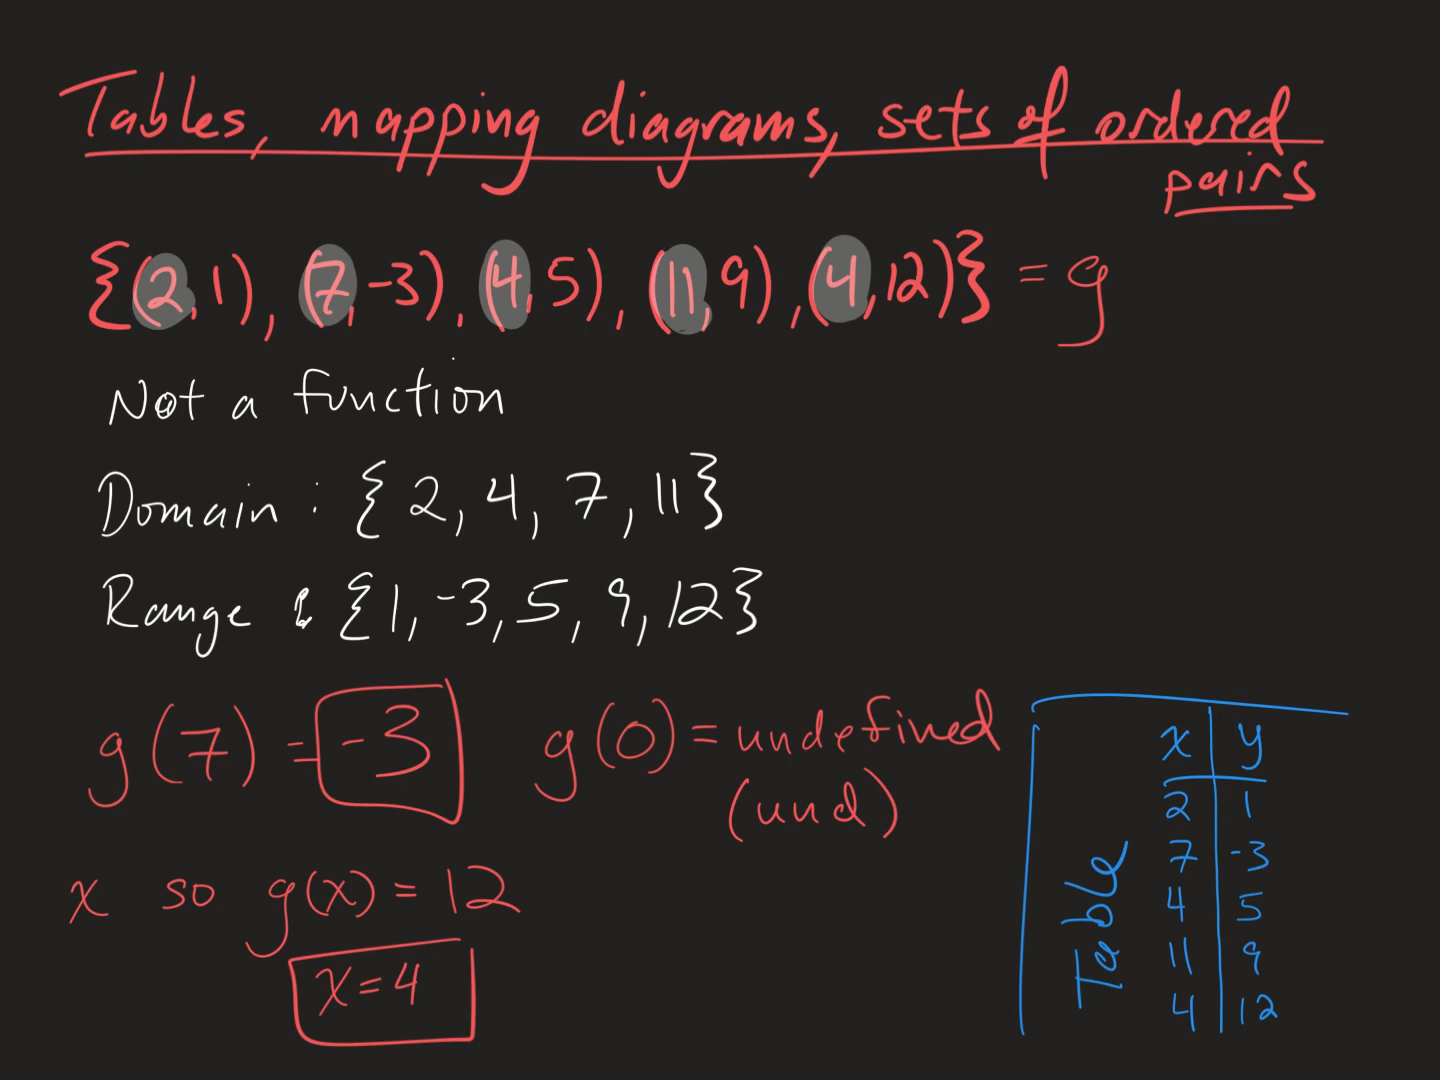 Tables, mapping diagrams, sets of ordered
pairs
{(2,1), (7,-3), (4,5), (11,9), (4,12)} = g
Not a function
Domain : {2, 4, 7, 11}
Range : {1, -3, 5, 9, 12}
g(7) = -3 g(0) = undefined
(und)
x so g(x) = 12
x = 4
Table
x y
2 1
7 -3
4 5
11 9
4 12